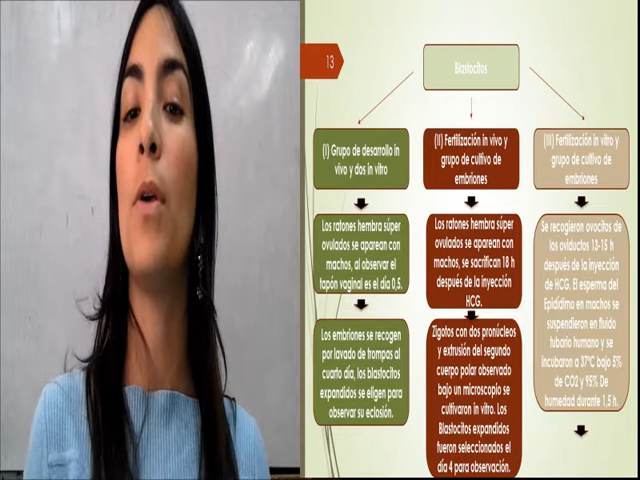 13
Blastocitos
(I) Grupo de desarrollo in
vivo y dos in vitro
(II) Fertilización in vivo y
grupo de cultivo de
embriones
(III) Fertilización in vitro y
grupo de cultivo de
embriones
Los ratones hembra súper
ovulados se aparean con
machos, al observar el
tapón vaginal es el día 0,5.
Los ratones hembra súper
ovulados se aparean con
machos, se sacrifican 18 h
después de la inyección
HCG.
Se recogieron ovocitos de
los oviductos 13-15 h
después de la inyección
de HCG. El esperma del
Epidídimo en machos se
suspendieron en fluido
tubario humano y se
incubaron a 37°C bajo 5%
de CO2 y 95% De
humedad durante 1,5 h.
Los embriones se recogen
por lavado de trompas al
cuarto día, los blastocitos
expandidos se eligen para
observar su eclosión.
Zigotos con dos pronúcleos
y extrusión del segundo
cuerpo polar observado
bajo un microscopio se
cultivaron in vitro. Los
Blastocitos expandidos
fueron seleccionados el
día 4 para observación.